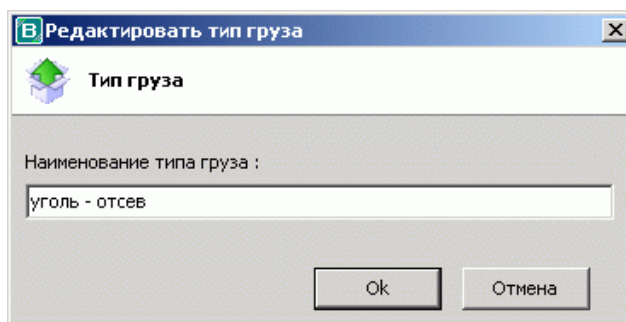 B Редактировать тип груза
Тип груза
Наименование типа груза :
уголь - отсев
Ok Отмена